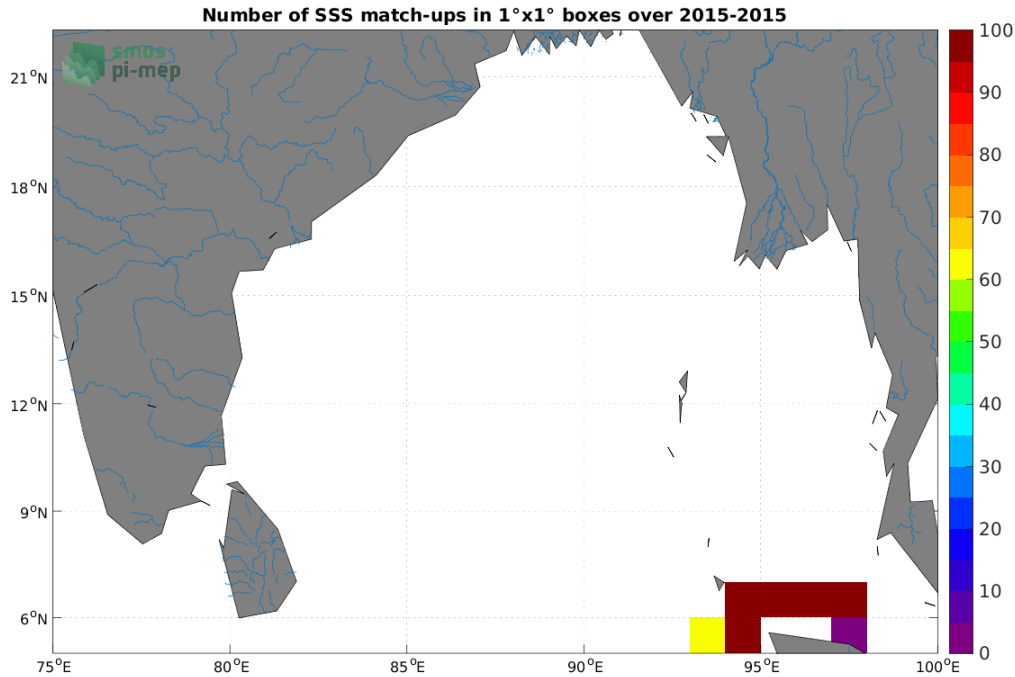 Number of SSS match-ups in 1°x1° boxes over 2015-2015
smos
pi-mep
21°N
18°N
15°N
12°N
9°N
6°N
75°E
80°E
85°E
90°E
95°E
100°E
100
90
80
70
60
50
40
30
20
10
0